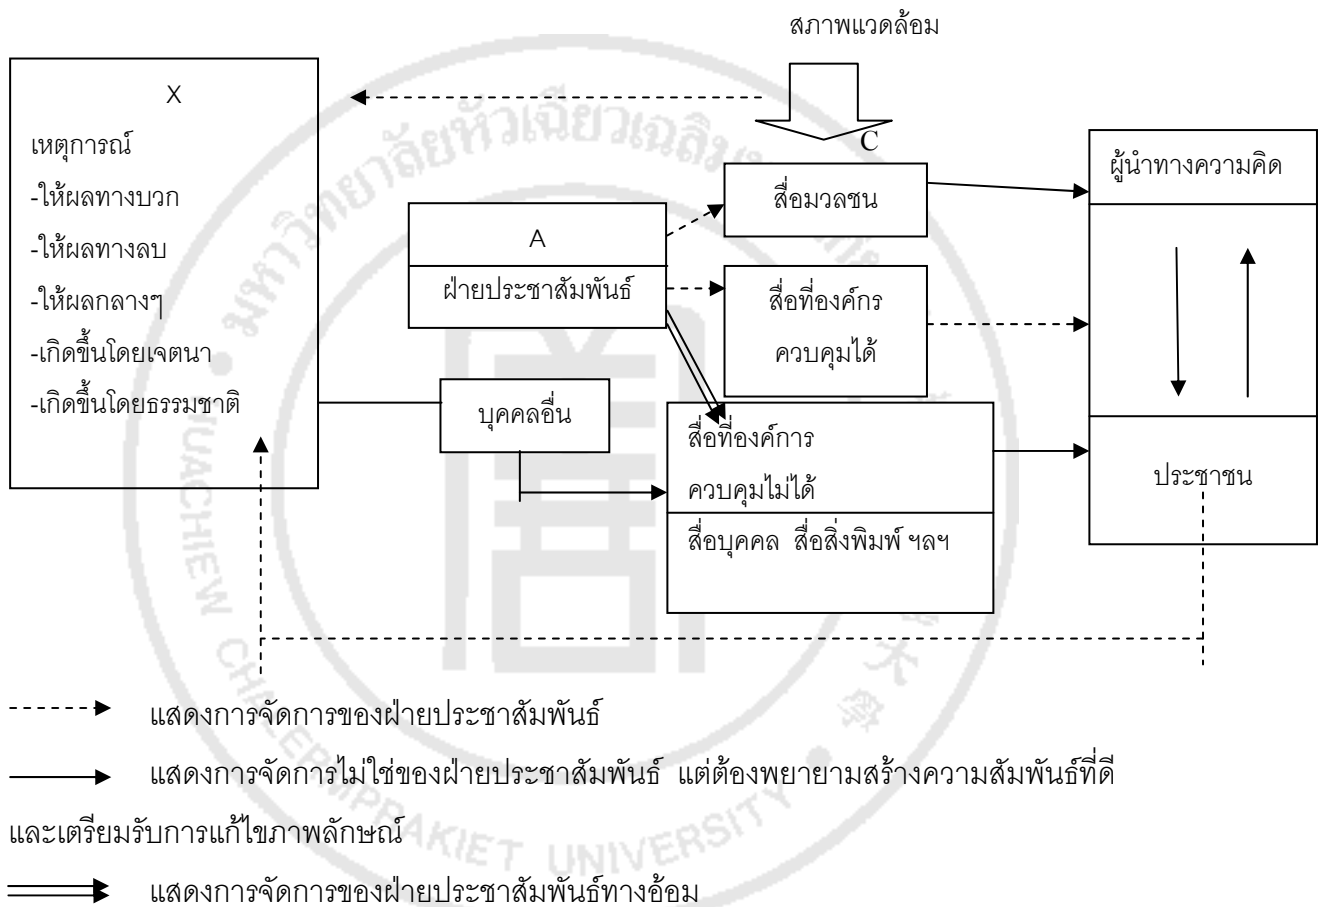 สภาพแวดล้อม
X
เหตุการณ์
-ให้ผลทางบวก
-ให้ผลทางลบ
-ให้ผลกลางๆ
-เกิดขึ้นโดยเจตนา
-เกิดขึ้นโดยธรรมชาติ
A
ฝ่ายประชาสัมพันธ์
บุคคลอื่น
C
สื่อมวลชน
สื่อที่องค์กร
ควบคุมได้
สื่อที่องค์การ
ควบคุมไม่ได้
สื่อบุคคล สื่อสิ่งพิมพ์ ฯลฯ
ผู้นำทางความคิด
ประชาชน
แสดงการจัดการของฝ่ายประชาสัมพันธ์
แสดงการจัดการไม่ใช่ของฝ่ายประชาสัมพันธ์ แต่ต้องพยายามสร้างความสัมพันธ์ที่ดี
และเตรียมรับการแก้ไขภาพลักษณ์
แสดงการจัดการของฝ่ายประชาสัมพันธ์ทางอ้อม
HUACHIEW CHALERMPRAKIET UNIVERSITY